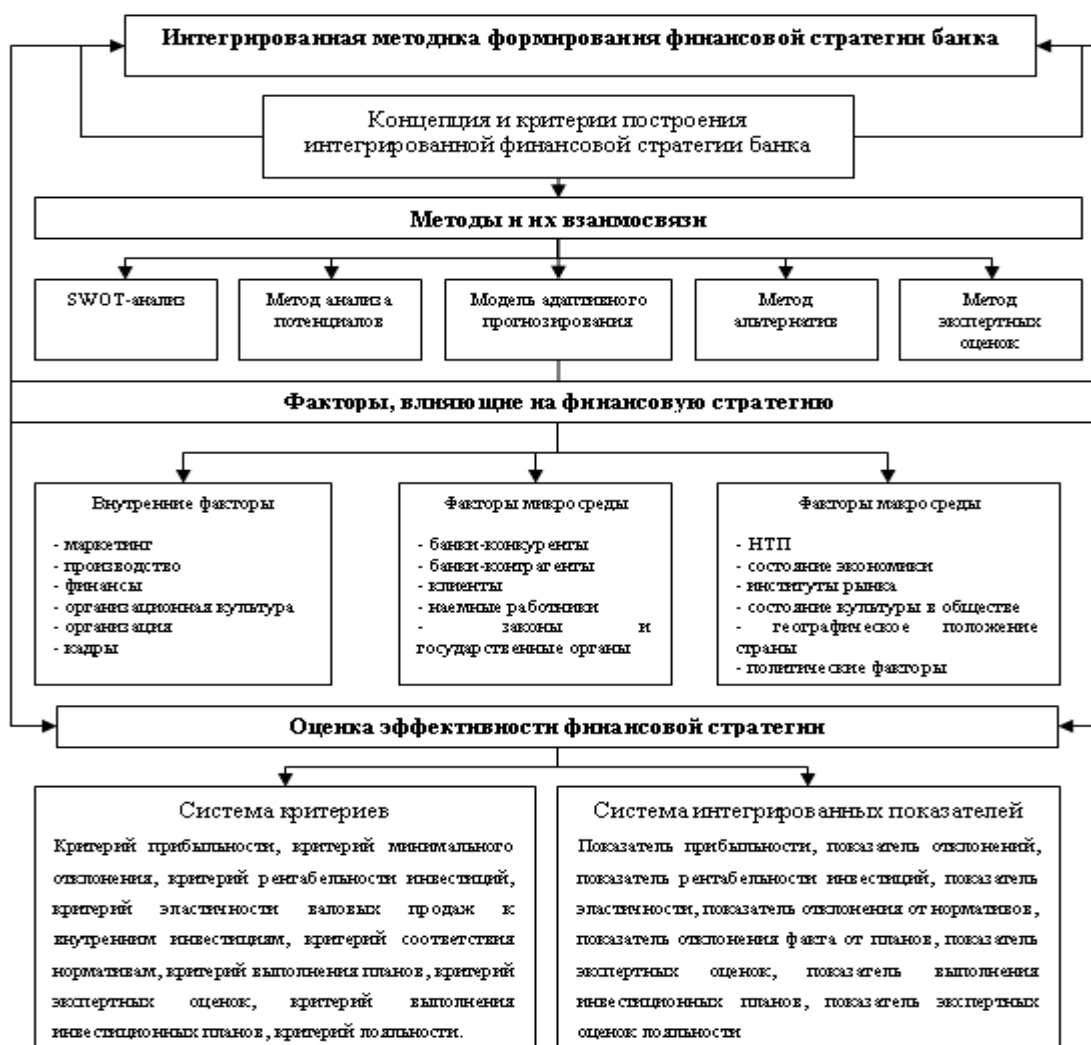 Интегрированная методика формирования финансовой стратегии банка
Концепция и критерии построения
интегрированной финансовой стратегии банка
Методы и их взаимосвязи
SWOT-анализ
Метод анализа
потенциалов
Модель адаптивного
прогнозирования
Метод
альтернатив
Метод
экспертных
оценок
Факторы, влияющие на финансовую стратегию
Внутренние факторы
- маркетинг
- производство
- финансы
- организационная культура
- организация
- кадры
Факторы микросреды
- банки-конкуренты
- банки-контрагенты
- клиенты
- наемные работники
- законы и
государственные органы
Факторы макросреды
- НТП
- состояние экономики
- институты рынка
- состояние культуры в обществе
- географическое положение
страны
- политические факторы
Оценка эффективности финансовой стратегии
Система критериев
Критерий прибыльности, критерий минимального
отклонения, критерий рентабельности инвестиций,
критерий эластичности валовых продаж к
внутренним инвестициям, критерий соответствия
нормативам, критерий выполнения планов, критерий
экспертных оценок, критерий выполнения
инвестиционных планов, критерий лояльности.
Система интегрированных показателей
Показатель прибыльности, показатель отклонений,
показатель рентабельности инвестиций, показатель
эластичности, показатель отклонения от нормативов,
показатель отклонения факта от планов, показатель
экспертных оценок, показатель выполнения
инвестиционных планов, показатель экспертных
оценок лояльности